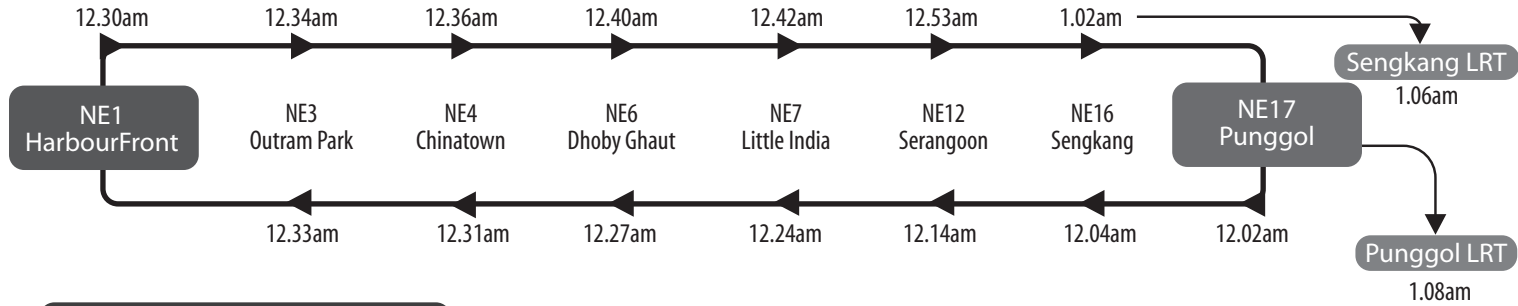 12.30am 12.34am 12.36am 12.40am 12.42am 12.53am 1.02am
Sengkang LRT
1.06am
NE1
HarbourFront
NE3
Outram Park
NE4
Chinatown
NE6
Dhoby Ghaut
NE7
Little India
NE12
Serangoon
NE16
Sengkang
NE17
Punggol
12.33am 12.31am 12.27am 12.24am 12.14am 12.04am 12.02am
Punggol LRT
1.08am